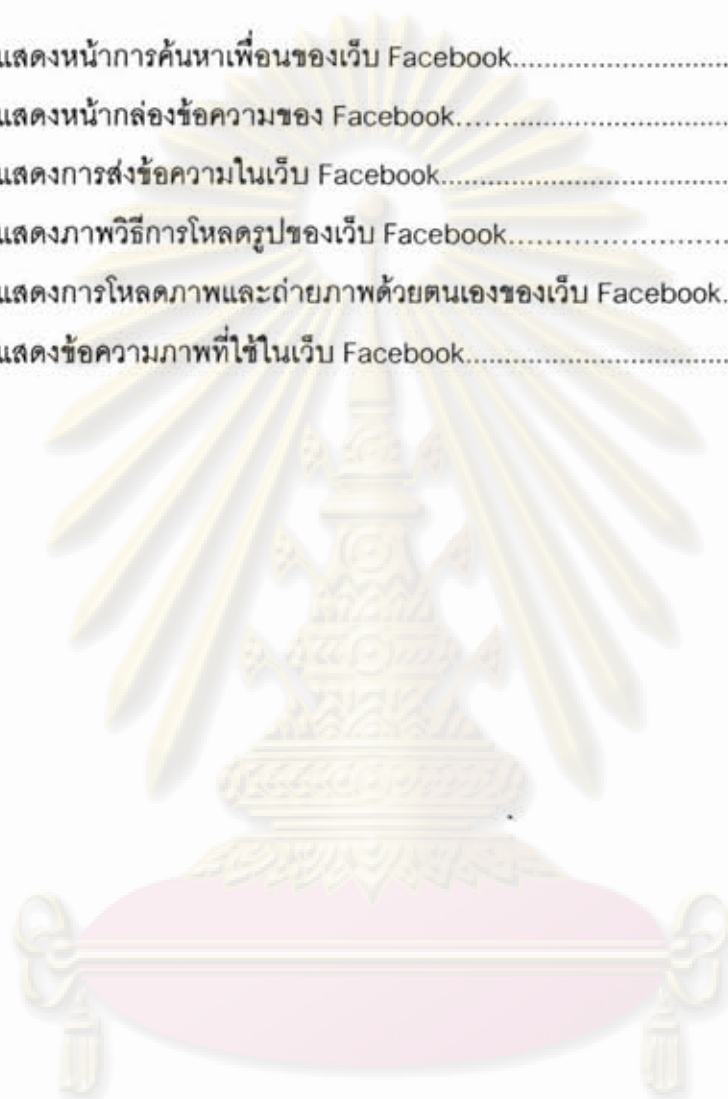 แสดงหน้าการค้นหาเพื่อนของเว็บ Facebook............................
แสดงหน้ากล่องข้อความของ Facebook...................................
แสดงการส่งข้อความในเว็บ Facebook.....................................
แสดงภาพวิธีการโหลดรูปของเว็บ Facebook............................
แสดงการโหลดภาพและถ่ายภาพด้วยตนเองของเว็บ Facebook.
แสดงข้อความภาพที่ใช้ในเว็บ Facebook..................................